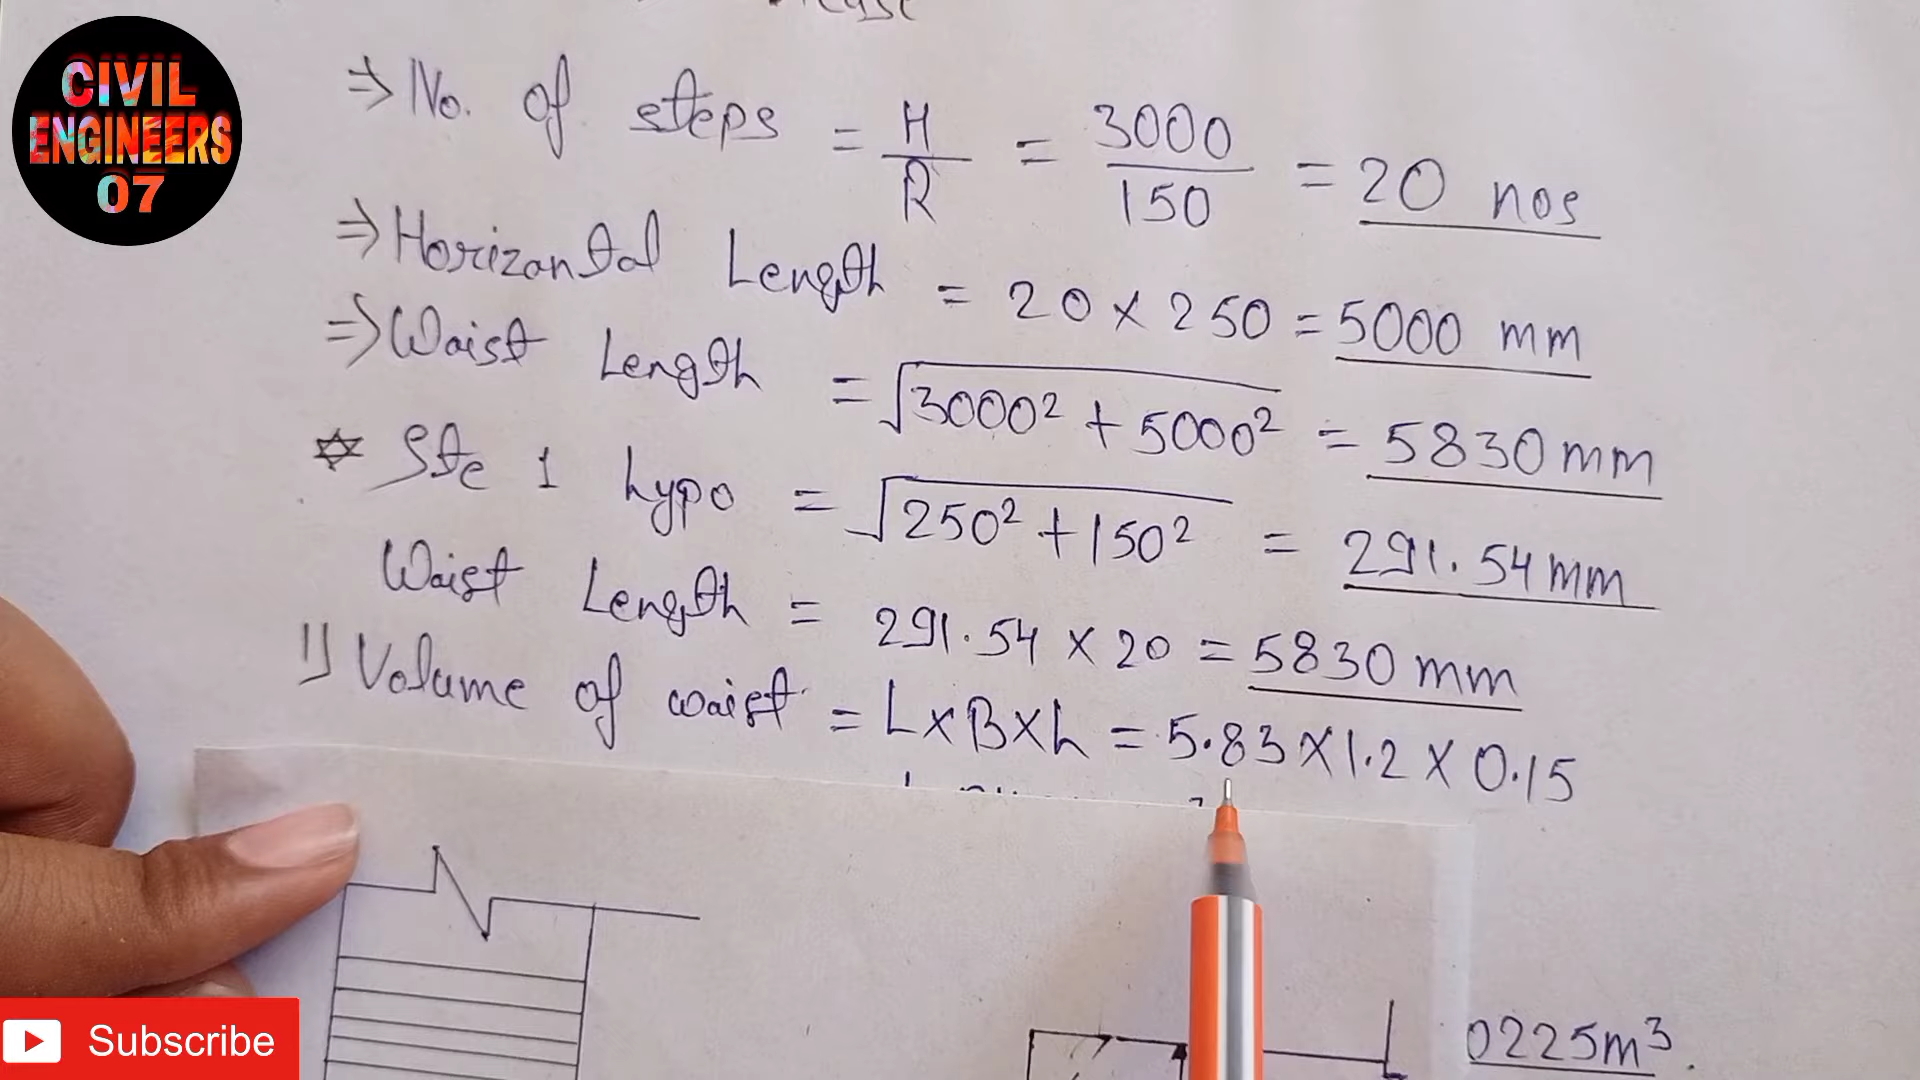 CIVIL
ENGINEERS
07
⇒ No. of steps = H/R = 3000/150 = 20 nos
⇒ Horizantal Length = 20 × 250 = 5000 mm
⇒ Waist Length = √3000² + 5000² = 5830 mm
✡ Ste 1 hypo = √250² + 150² = 291.54 mm
Waist Length = 291.54 × 20 = 5830 mm
1) Volume of waist = L×B×h = 5.83 × 1.2 × 0.15
0225m³.
Subscribe